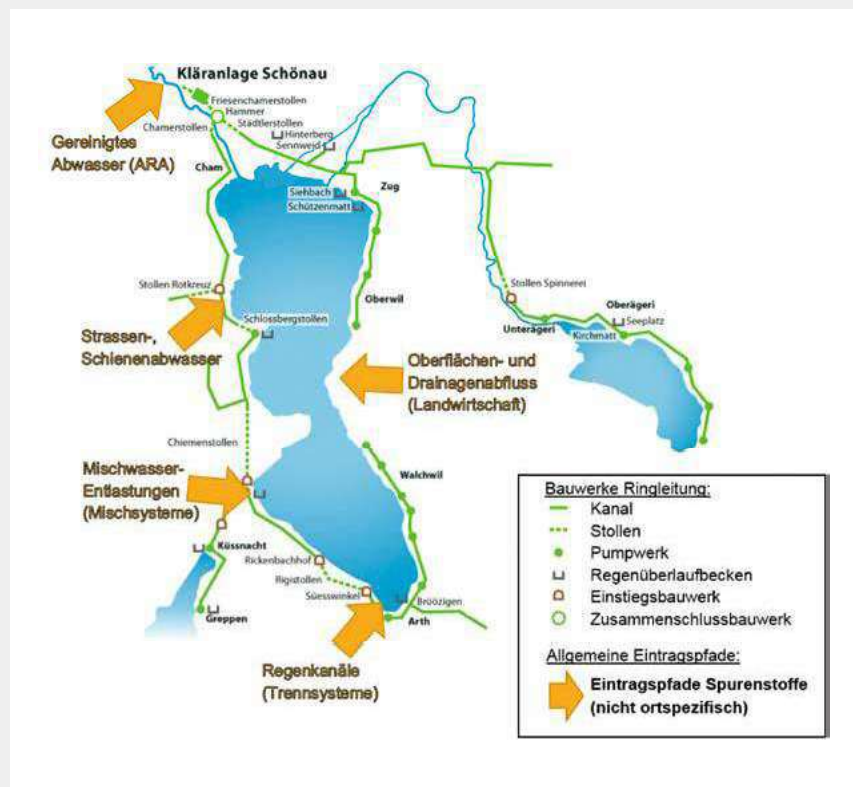 Kläranlage Schönau
Friesenchamerstollen
Hammer
Städtlerstollen
Chamerstollen
Hinterberg
Sennweid
Gereinigtes
Abwasser (ARA)
Cham
Zug
Siehbach
Schützenmatt
Stollen Rotkreuz
Stollen Spinnerei
Oberwil
Oberägeri
Schlossbergstollen
Seeplatz
Unterägeri
Kirchmatt
Strassen-,
Schienenabwasser
Oberflächen- und
Drainagenabfluss
(Landwirtschaft)
Chiemenstollen
Walchwil
Mischwasser-
Entlastungen
(Mischsysteme)
Küssnacht
Rickenbachhof
Rigistollen
Süesswinkel
Bröözigen
Greppen
Arth
Regenkanäle
(Trennsysteme)
Bauwerke Ringleitung:
Kanal
Stollen
Pumpwerk
Regenüberlaufbecken
Einstiegsbauwerk
Zusammenschlussbauwerk
Allgemeine Eintragspfade:
Eintragspfade Spurenstoffe
(nicht ortspezifisch)